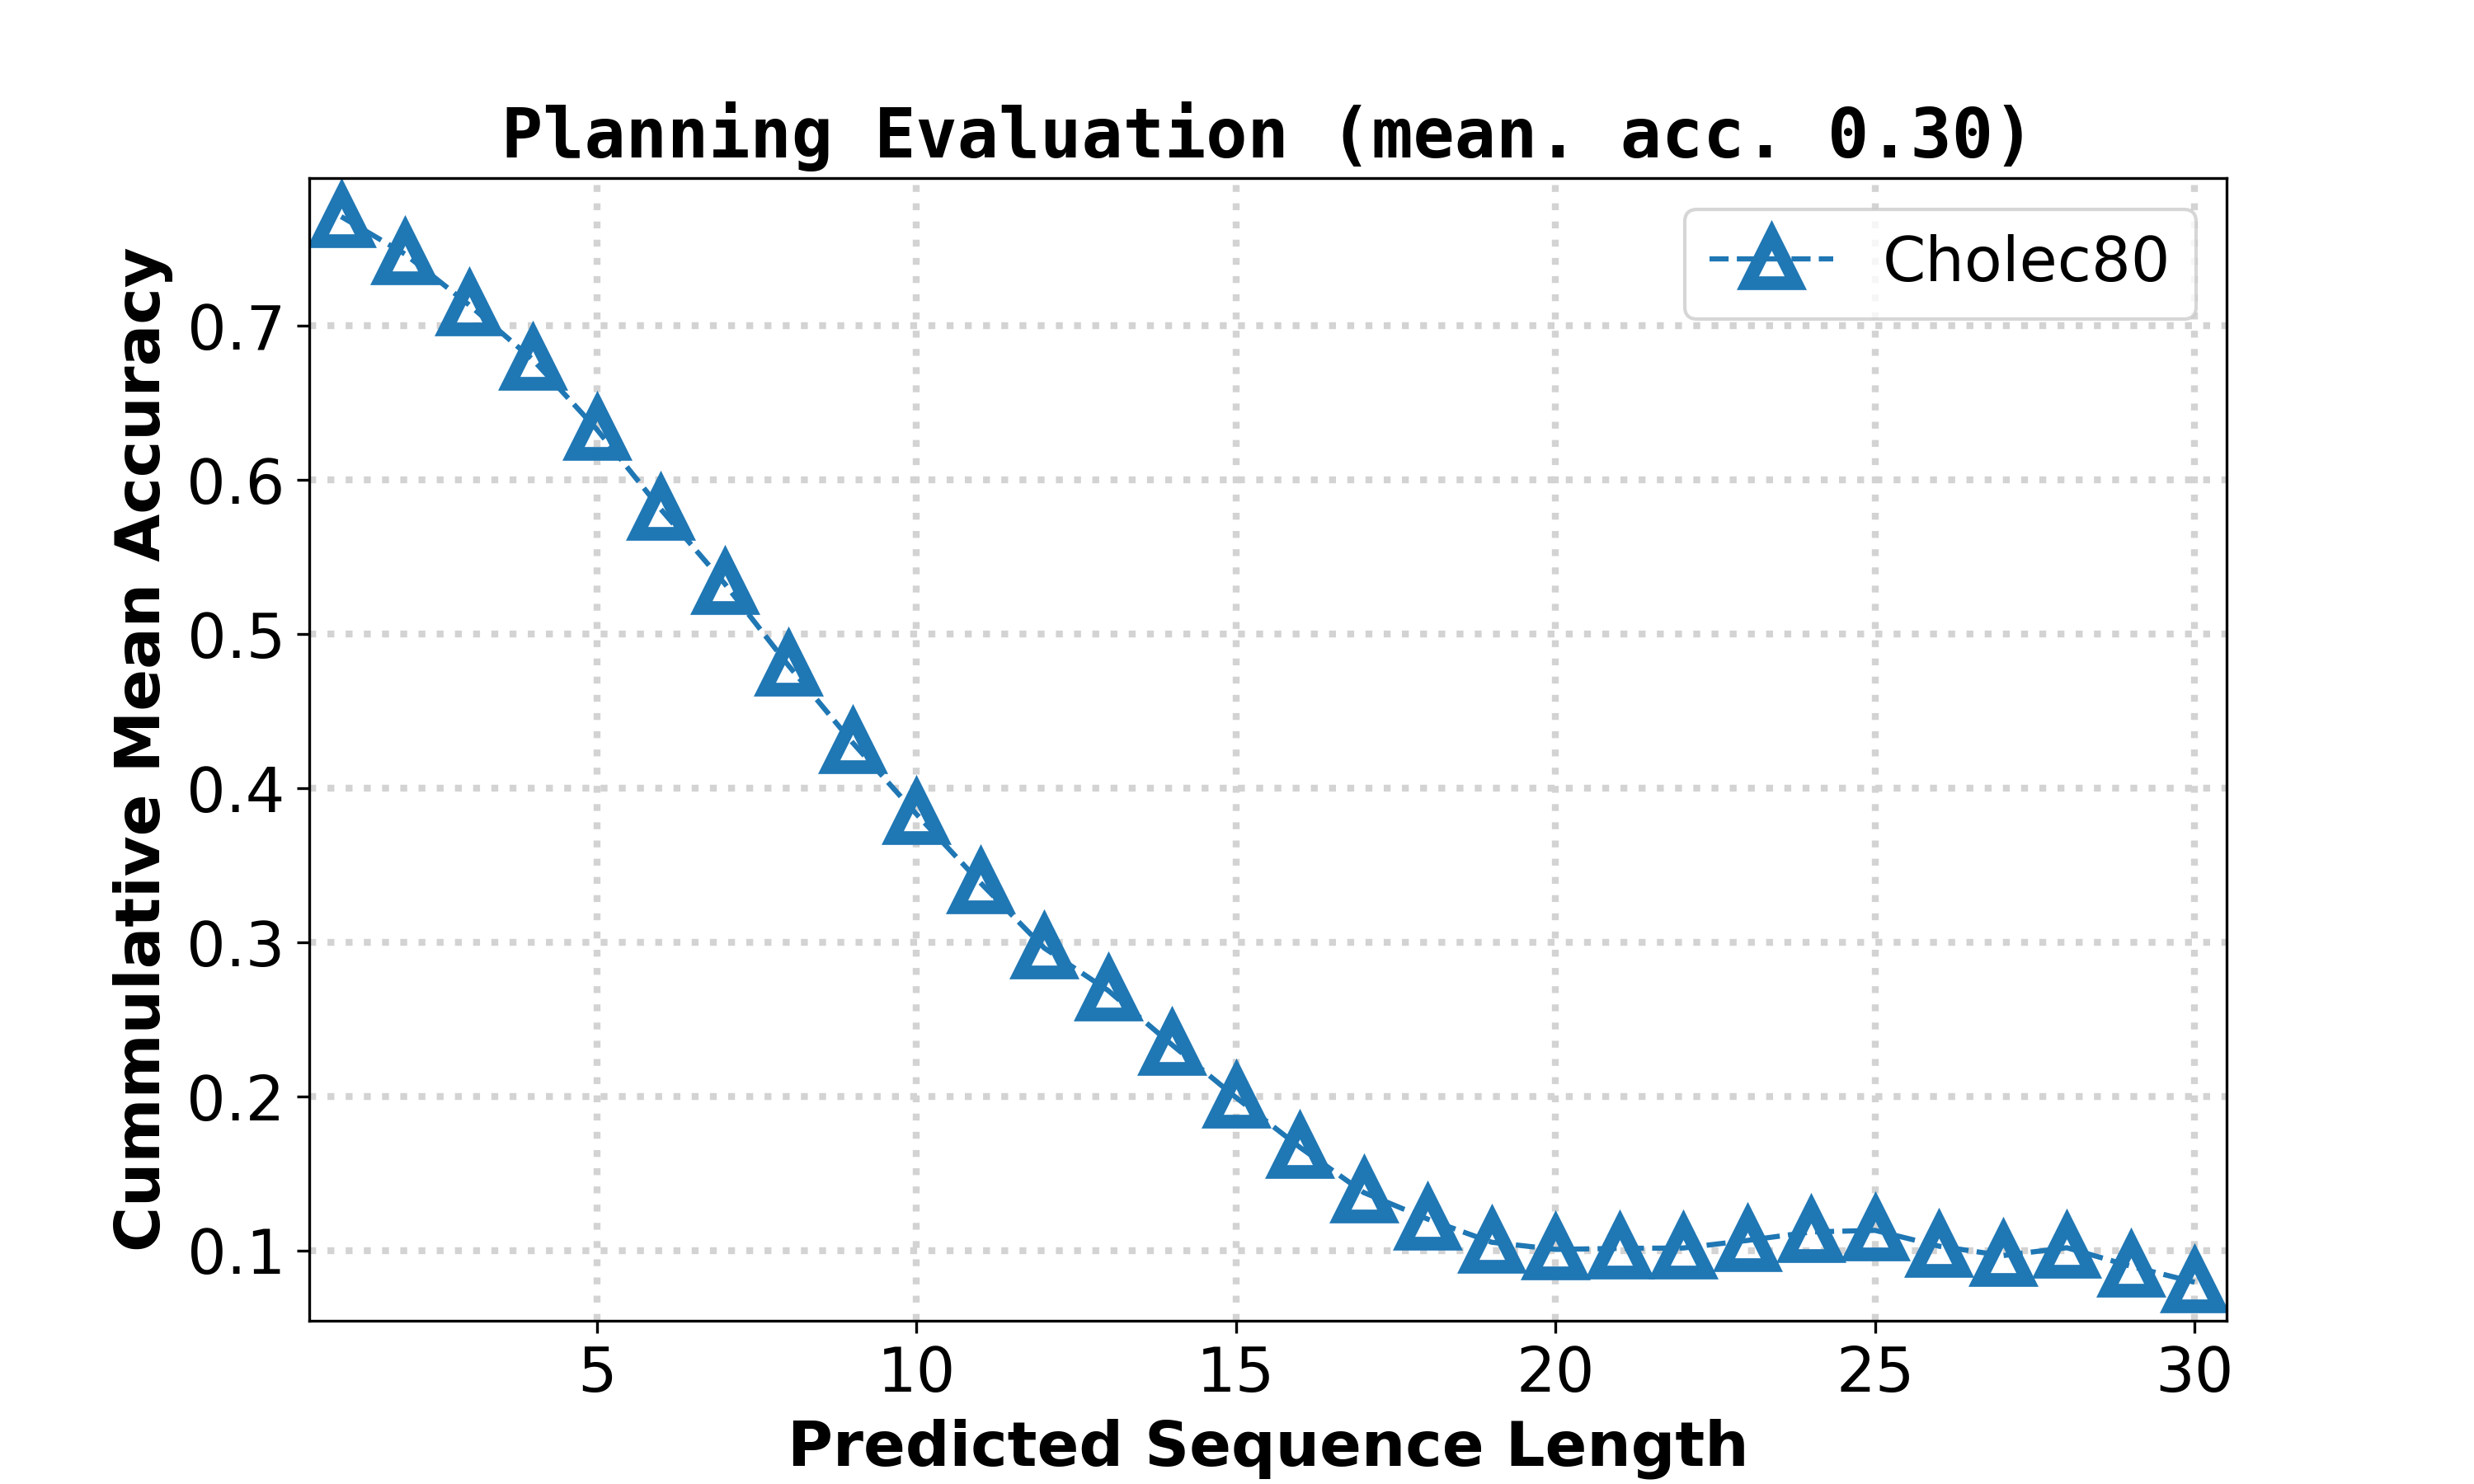 Planning Evaluation (mean. acc. 0.30)
Cholec80
Cummulative Mean Accuracy
0.7
0.6
0.5
0.4
0.3
0.2
0.1
5 10 15 20 25 30
Predicted Sequence Length